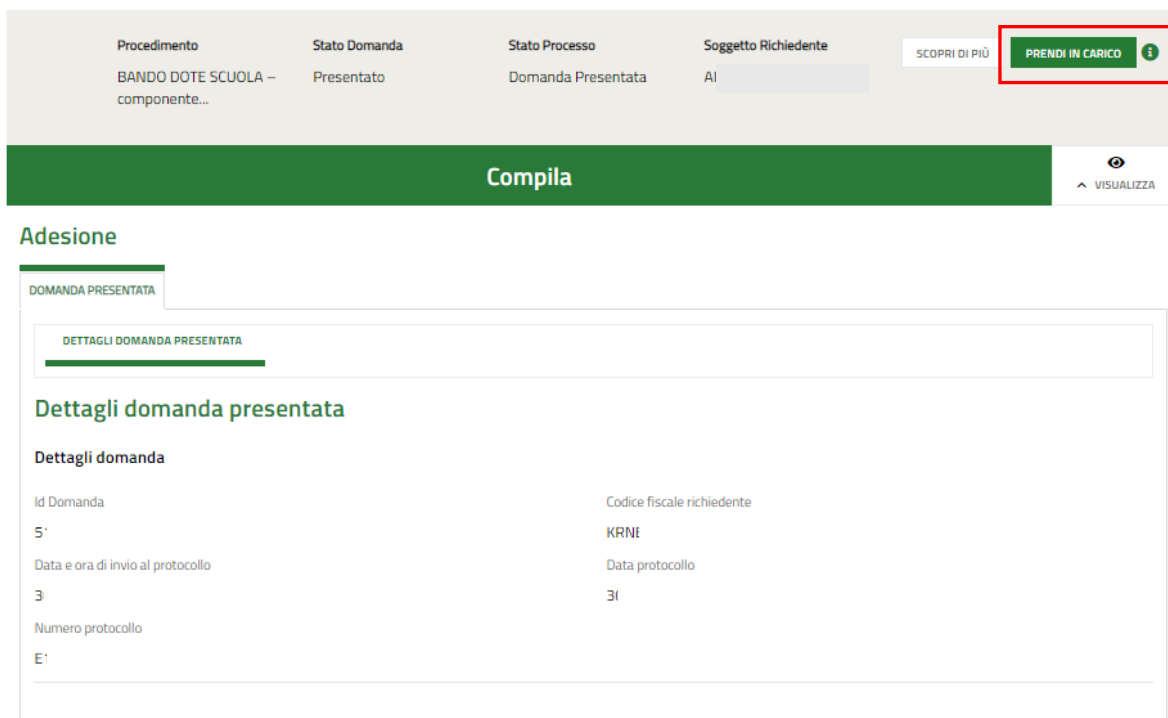 Procedimento
Stato Domanda
Stato Processo
Soggetto Richiedente
SCOPRI DI PIÙ
PRENDI IN CARICO
BANDO DOTE SCUOLA –
componente...
Presentato
Domanda Presentata
Compila
VISUALIZZA
Adesione
DOMANDA PRESENTATA
DETTAGLI DOMANDA PRESENTATA
Dettagli domanda presentata
Dettagli domanda
Id Domanda
Codice fiscale richiedente
Data e ora di invio al protocollo
Data protocollo
Numero protocollo